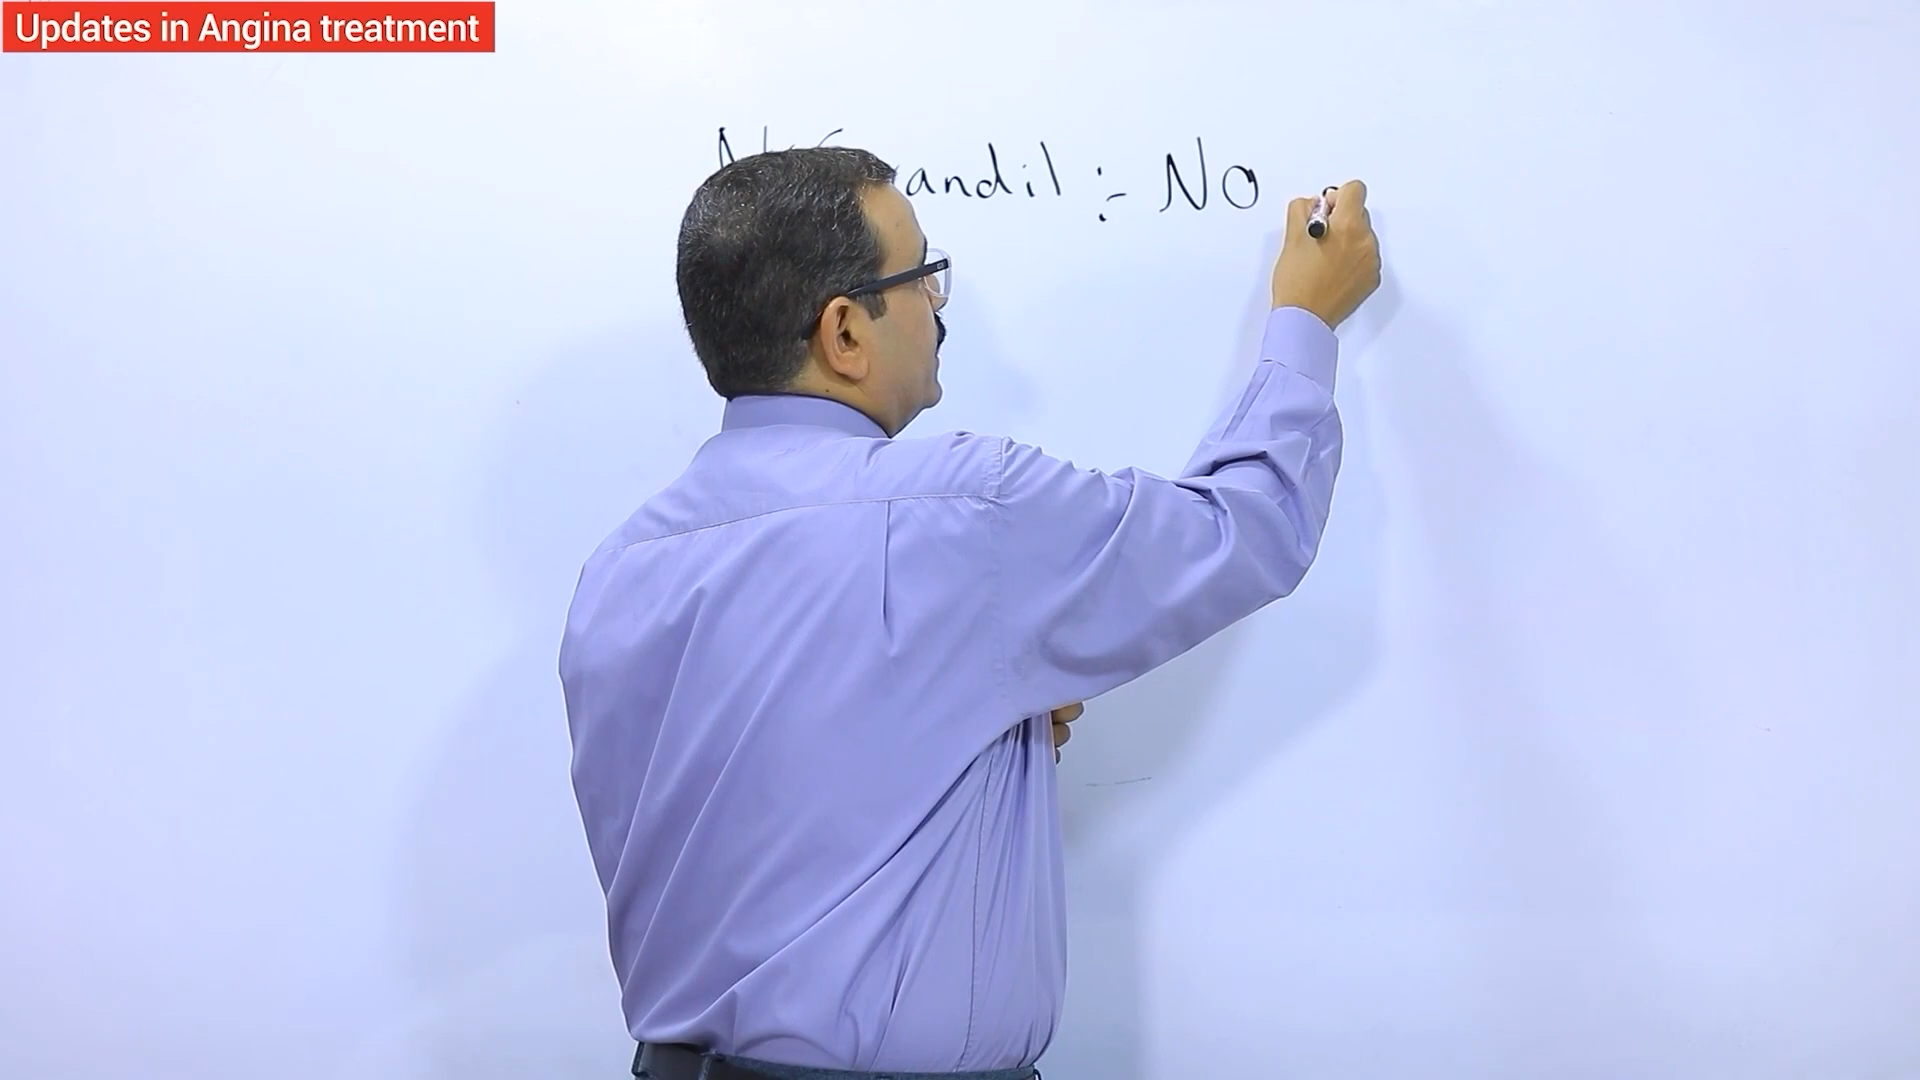 Updates in Angina treatment
andil :- No